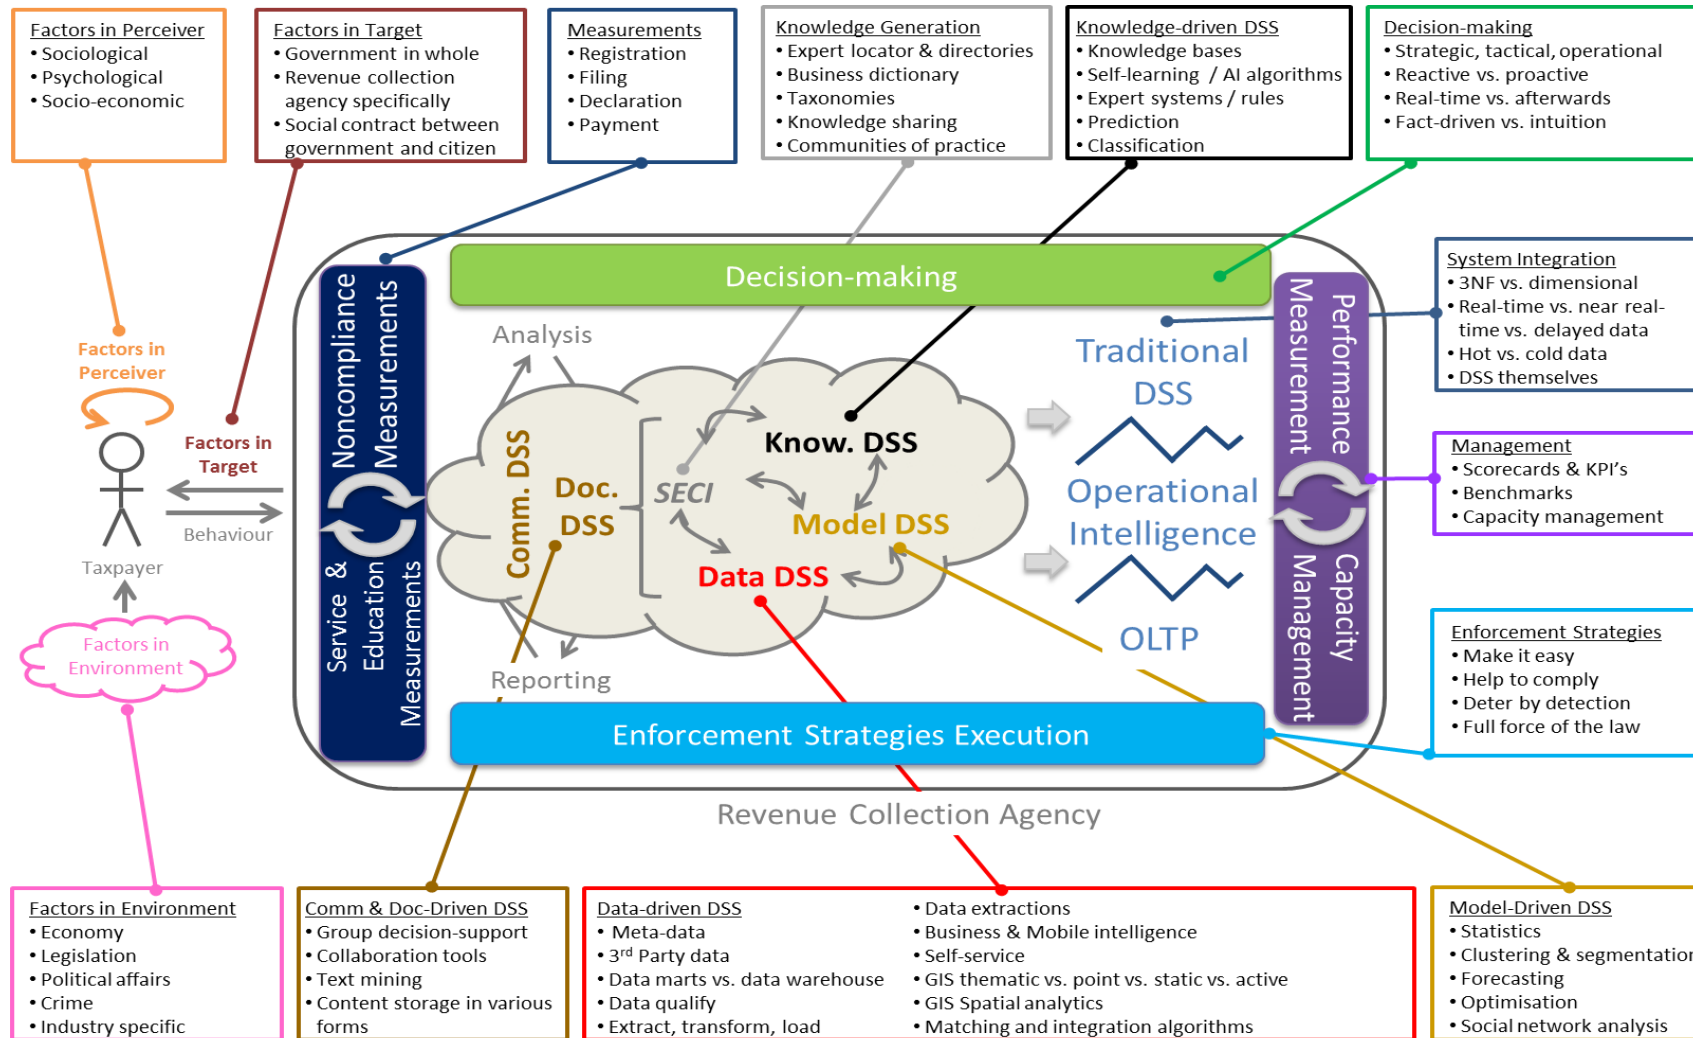 Factors in Perceiver
• Sociological
• Psychological
• Socio-economic
Factors in Target
• Government in whole
• Revenue collection
agency specifically
• Social contract between
government and citizen
Measurements
• Registration
• Filing
• Declaration
• Payment
Knowledge Generation
• Expert locator & directories
• Business dictionary
• Taxonomies
• Knowledge sharing
• Communities of practice
Knowledge-driven DSS
• Knowledge bases
• Self-learning / AI algorithms
• Expert systems / rules
• Prediction
• Classification
Decision-making
• Strategic, tactical, operational
• Reactive vs. proactive
• Real-time vs. afterwards
• Fact-driven vs. intuition
System Integration
• 3NF vs. dimensional
• Real-time vs. near real-
time vs. delayed data
• Hot vs. cold data
• DSS themselves
Management
• Scorecards & KPI's
• Benchmarks
• Capacity management
Enforcement Strategies
• Make it easy
• Help to comply
• Deter by detection
• Full force of the law
Factors in
Perceiver
Factors in
Target
Behaviour
Taxpayer
Factors in
Environment
Noncompliance
Measurements
Service &
Education
Measurements
Decision-making
Analysis
Comm. DSS
Doc.
DSS
SECI
Know. DSS
Model DSS
Data DSS
Reporting
Traditional
DSS
Operational
Intelligence
OLTP
Performance
Measurement
Capacity
Management
Enforcement Strategies Execution
Revenue Collection Agency
Factors in Environment
• Economy
• Legislation
• Political affairs
• Crime
• Industry specific
Comm & Doc-Driven DSS
• Group decision-support
• Collaboration tools
• Text mining
• Content storage in various
forms
Data-driven DSS
• Meta-data
• 3rd Party data
• Data marts vs. data warehouse
• Data qualify
• Extract, transform, load
• Data extractions
• Business & Mobile intelligence
• Self-service
• GIS thematic vs. point vs. static vs. active
• GIS Spatial analytics
• Matching and integration algorithms
Model-Driven DSS
• Statistics
• Clustering & segmentation
• Forecasting
• Optimisation
• Social network analysis